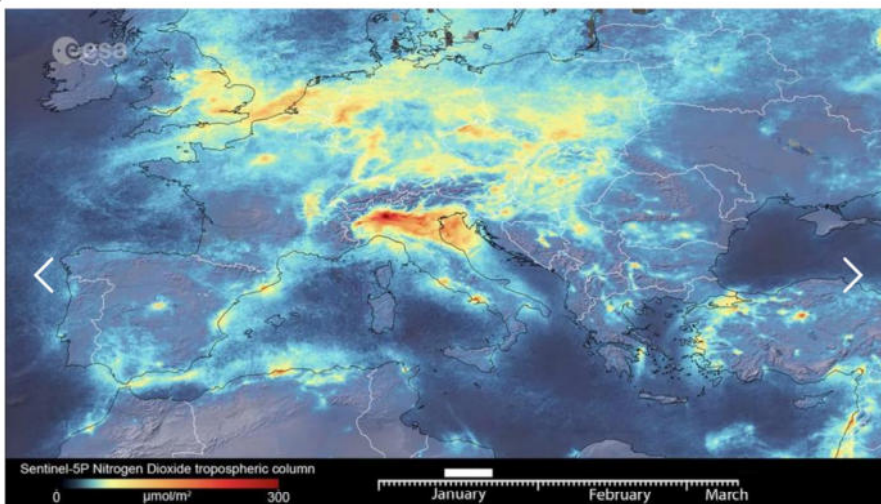 esa
Sentinel-5P Nitrogen Dioxide tropospheric column
0 µmol/m² 300
January February March